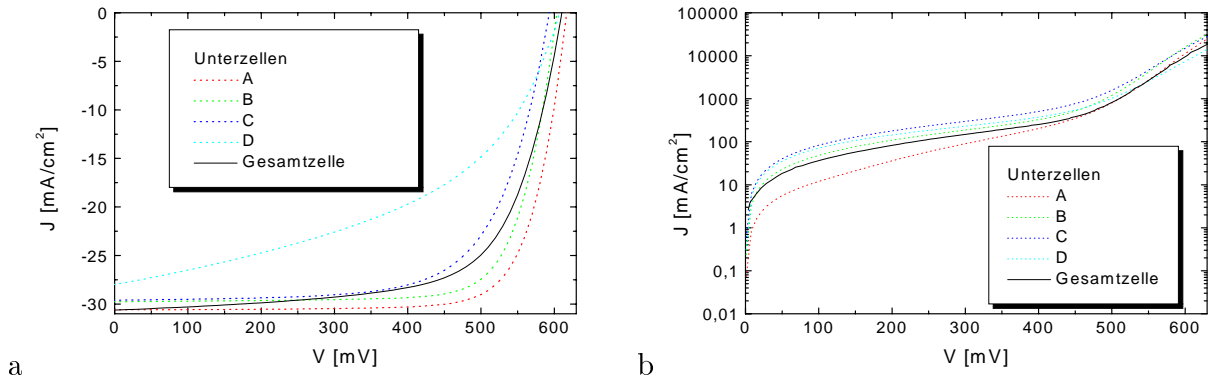 0
-5
-10
-15
-20
-25
-30
J [mA/cm²]
Unterzellen
A
B
C
D
Gesamtzelle
0 100 200 300 400 500 600
V [mV]
a
100000
10000
1000
100
10
1
0,1
0,01
J [mA/cm²]
Unterzellen
A
B
C
D
Gesamtzelle
0 100 200 300 400 500 600
V [mV]
b